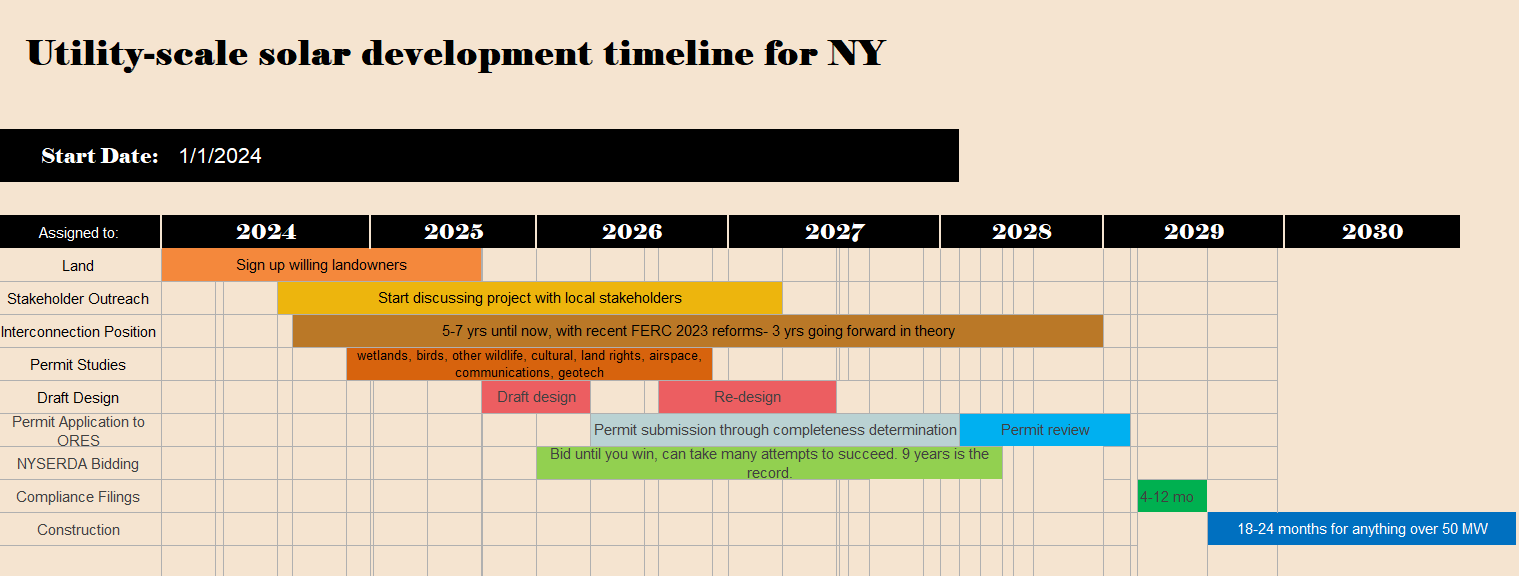 Utility-scale solar development timeline for NY
Start Date: 1/1/2024
Assigned to: 2024 2025 2026 2027 2028 2029 2030
Land Sign up willing landowners
Stakeholder Outreach Start discussing project with local stakeholders
Interconnection Position 5-7 yrs until now, with recent FERC 2023 reforms- 3 yrs going forward in theory
Permit Studies
wetlands, birds, other wildlife, cultural, land rights, airspace,
communications, geotech
Draft Design Draft design Re-design
Permit Application to
ORES
Permit submission through completeness determination Permit review
NYSERDA Bidding
Bid until you win, can take many attempts to succeed. 9 years is the
record.
Compliance Filings 4-12 mo
Construction 18-24 months for anything over 50 MW